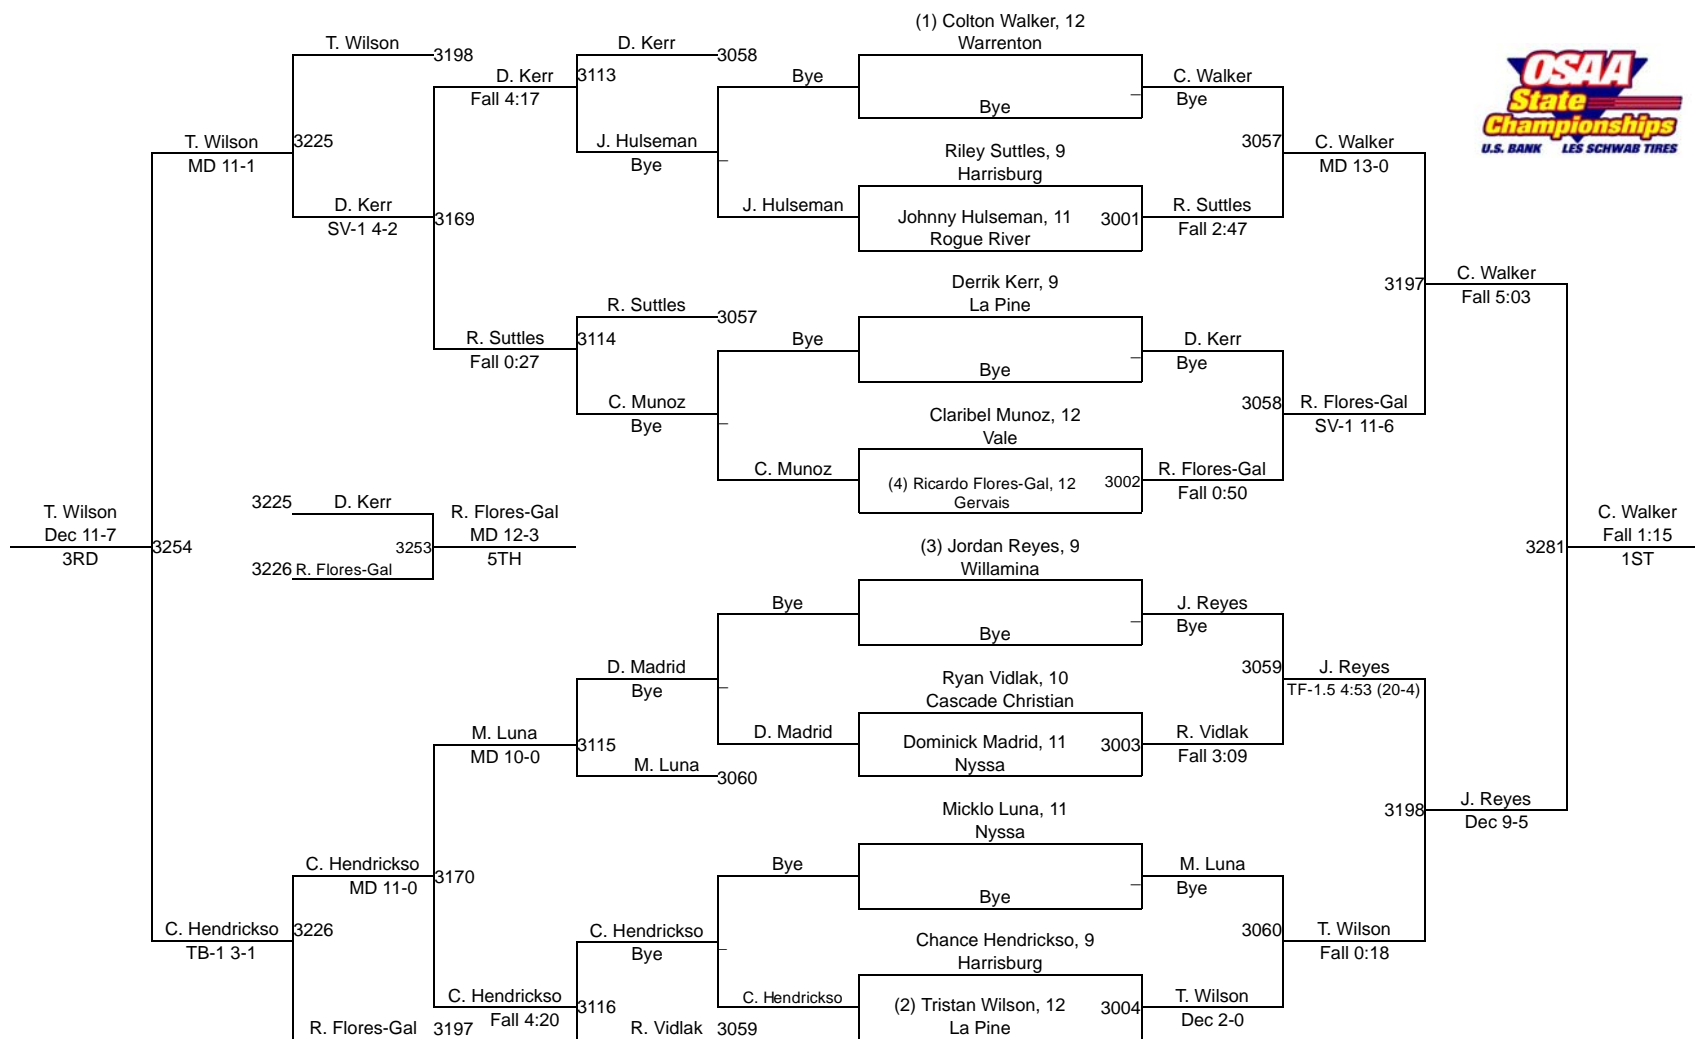 (1) Colton Walker, 12
Warrenton
Bye
Riley Suttles, 9
Harrisburg
Johnny Hulseman, 11
Rogue River
3001
Derrik Kerr, 9
La Pine
Bye
Claribel Munoz, 12
Vale
(4) Ricardo Flores-Gal, 12
Gervais
3002
(3) Jordan Reyes, 9
Willamina
Bye
Ryan Vidlak, 10
Cascade Christian
Dominick Madrid, 11
Nyssa
3003
Micklo Luna, 11
Nyssa
Bye
Chance Hendrickso, 9
Harrisburg
(2) Tristan Wilson, 12
La Pine
3004
C. Walker
Bye
3057
R. Suttles
Fall 2:47
D. Kerr
Bye
3058
R. Flores-Gal
Fall 0:50
J. Reyes
Bye
3059
R. Vidlak
Fall 3:09
M. Luna
Bye
3060
T. Wilson
Dec 2-0
C. Walker
MD 13-0
3197
R. Flores-Gal
SV-1 11-6
J. Reyes
TF-1.5 4:53 (20-4)
3198
T. Wilson
Fall 0:18
C. Walker
Fall 5:03
3281
J. Reyes
Dec 9-5
C. Walker
Fall 1:15
1ST
OSAA
State
Championships
U.S. BANK LES SCHWAB TIRES
Bye
J. Hulseman
Bye
C. Munoz
Bye
D. Madrid
Bye
C. Hendrickso
D. Kerr
3058
3113
J. Hulseman
Bye
R. Suttles
3057
3114
C. Munoz
Bye
D. Madrid
Bye
3115
M. Luna
3060
C. Hendrickso
Bye
3116
R. Vidlak 3059
D. Kerr
Fall 4:17
3169
R. Suttles
Fall 0:27
M. Luna
MD 10-0
3170
C. Hendrickso
Fall 4:20
T. Wilson
3198
3225
D. Kerr
SV-1 4-2
C. Hendrickso
MD 11-0
3226
R. Flores-Gal 3197
T. Wilson
MD 11-1
3254
C. Hendrickso
TB-1 3-1
T. Wilson
Dec 11-7
3RD
3225 D. Kerr
3226 R. Flores-Gal
3253
R. Flores-Gal
MD 12-3
5TH